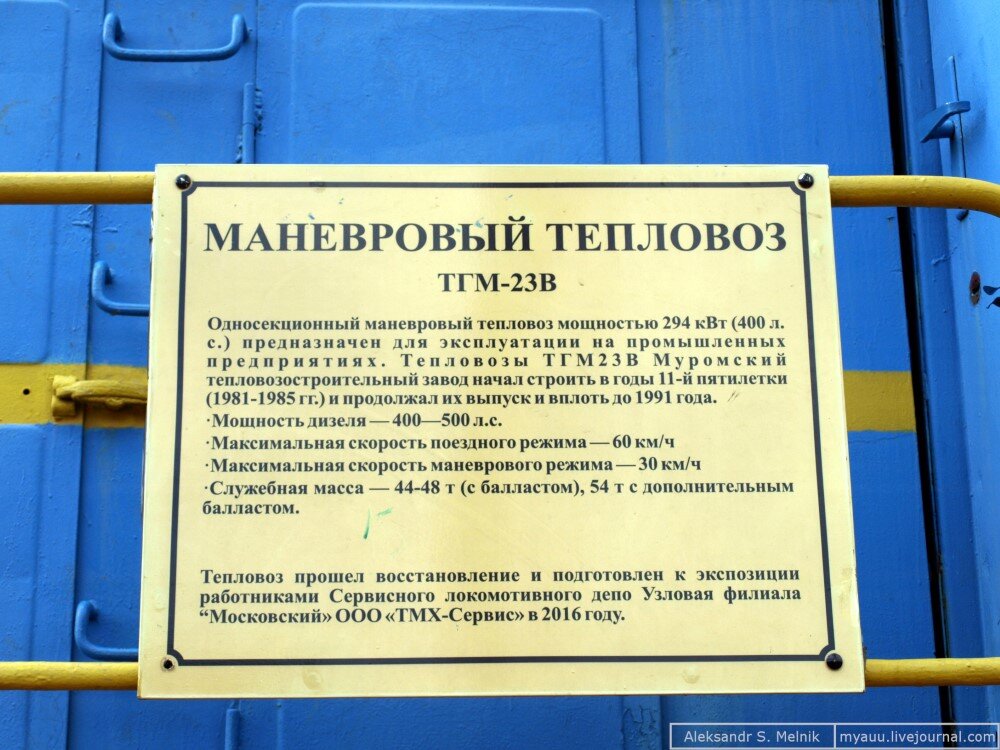 МАНЕВРОВЫЙ ТЕПЛОВОЗ
ТГМ-23В
Односекционный маневровый тепловоз мощностью 294 кВт (400 л.
с.) предназначен для эксплуатации на промышленных
предприятиях. Тепловозы ТГМ23В Муромский
тепловозостроительный завод начал строить в годы 11-й пятилетки
(1981-1985 гг.) и продолжал их выпуск и вплоть до 1991 года.
·Мощность дизеля — 400—500 л.с.
·Максимальная скорость поездного режима — 60 км/ч
·Максимальная скорость маневрового режима — 30 км/ч
·Служебная масса — 44-48 т (с балластом), 54 т с дополнительным
балластом.
Тепловоз прошел восстановление и подготовлен к экспозиции
работниками Сервисного локомотивного депо Узловая филиала
“Московский» ООО «ТМХ-Сервис» в 2016 году.
Aleksandr S. Melnik | myauu.livejournal.com